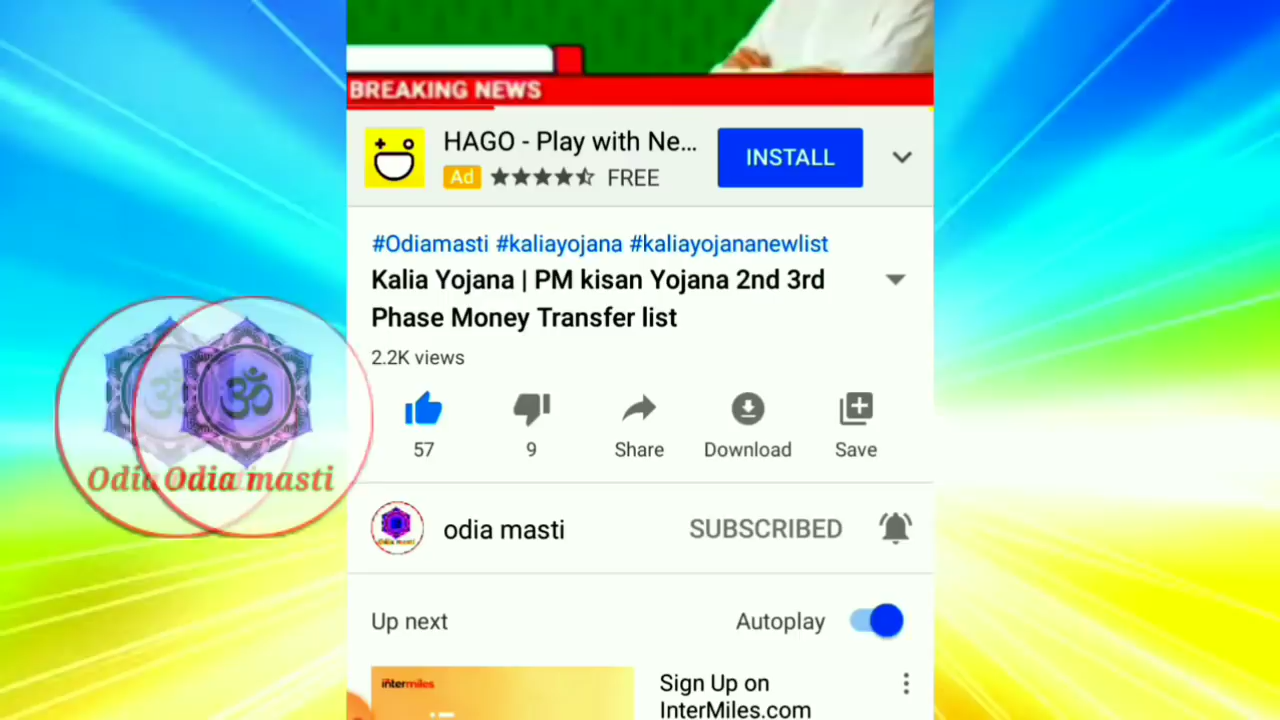 BREAKING NEWS
HAGO - Play with Ne...
INSTALL
Ad
FREE
#Odiamasti #kaliayojana #kaliayojananewlist
Kalia Yojana | PM kisan Yojana 2nd 3rd
Phase Money Transfer list
2.2K views
57
9
Share
Download
Save
ॐ
ॐ
Odia masti
odia masti
SUBSCRIBED
Up next
Autoplay
intermiles
Sign Up on
InterMiles.com